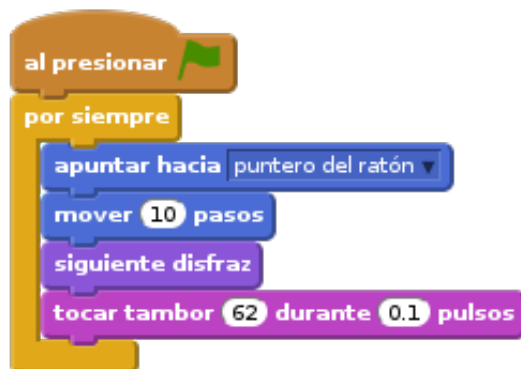 al presionar
por siempre
apuntar hacia puntero del ratón
mover 10 pasos
siguiente disfraz
tocar tambor 62 durante 0.1 pulsos